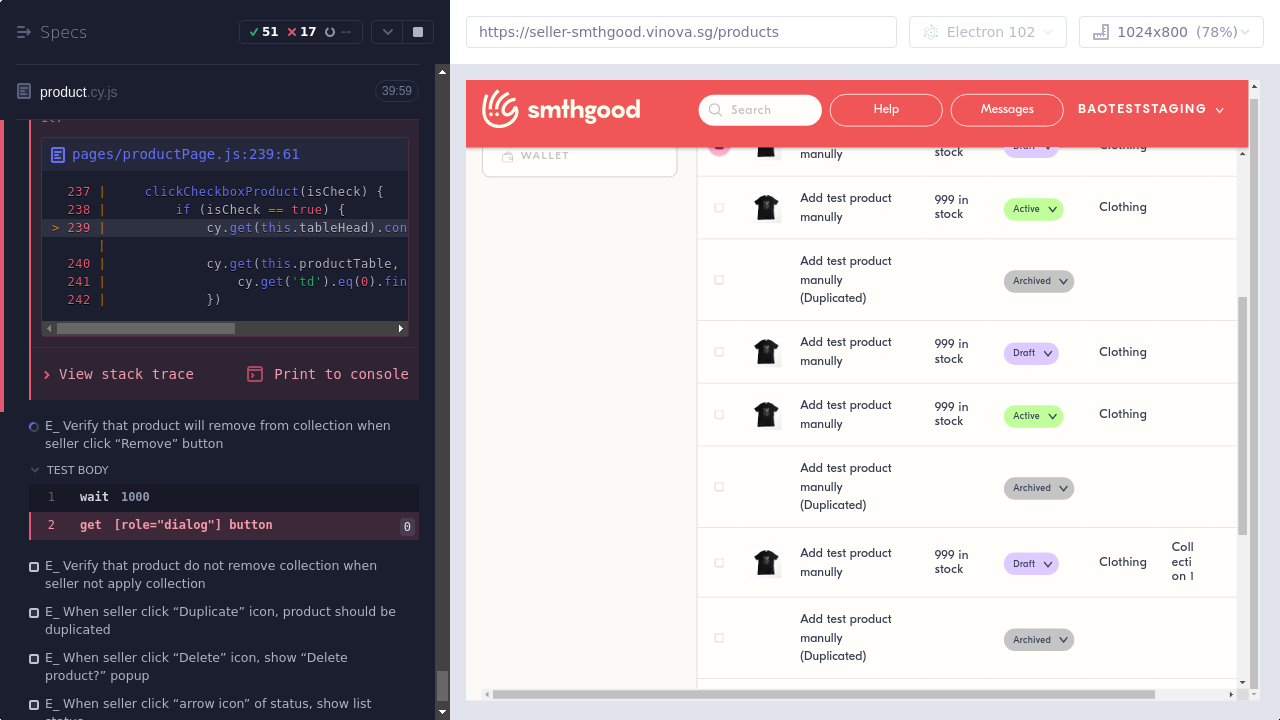 Specs
51
17
--
product.cy.js
39:59
pages/productPage.js:239:61
237 | clickCheckboxProduct(isCheck) {
238 | if (isCheck == true) {
> 239 | cy.get(this.tableHead).con
|
240 | cy.get(this.productTable,
241 | cy.get('td').eq(0).fin
242 | })
View stack trace
Print to console
E_ Verify that product will remove from collection when
seller click “Remove” button
TEST BODY
1 wait 1000
2 get [role="dialog"] button 0
E_ Verify that product do not remove collection when
seller not apply collection
E_ When seller click “Duplicate” icon, product should be
duplicated
E_ When seller click “Delete” icon, show “Delete
product?” popup
E_ When seller click “arrow icon” of status, show list
https://seller-smthgood.vinova.sg/products
Electron 102
1024x800 (78%)
smthgood
Search
Help
Messages
BAOTESTSTAGING
WALLET
manully
stock
Draft
Clothing
Add test product
manully
999 in
stock
Active
Clothing
Add test product
manully
(Duplicated)
Archived
Add test product
manully
999 in
stock
Draft
Clothing
Add test product
manully
999 in
stock
Active
Clothing
Add test product
manully
(Duplicated)
Archived
Add test product
manully
999 in
stock
Draft
Clothing
Coll
ecti
on 1
Add test product
manully
(Duplicated)
Archived